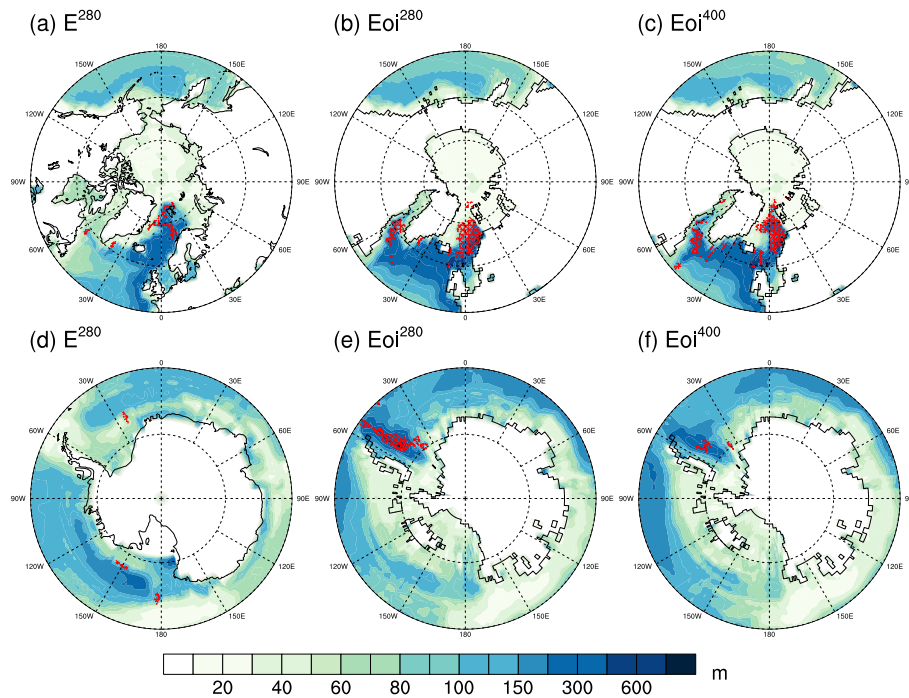 (a) E²⁸⁰ (b) Eoi²⁸⁰ (c) Eoi⁴⁰⁰
180 180 180
150W 150E 150W 150E 150W 150E
120W 120E 120W 120E 120W 120E
90W 90E 90W 90E 90W 90E
60W 60E 60W 60E 60W 60E
30W 30E 30W 30E 30W 30E
0 0 0
(d) E²⁸⁰ (e) Eoi²⁸⁰ (f) Eoi⁴⁰⁰
0 0 0
30W 30E 30W 30E 30W 30E
60W 60E 60W 60E 60W 60E
90W 90E 90W 90E 90W 90E
120W 120E 120W 120E 120W 120E
150W 150E 150W 150E 150W 150E
180 180 180
20 40 60 80 100 150 300 600 m